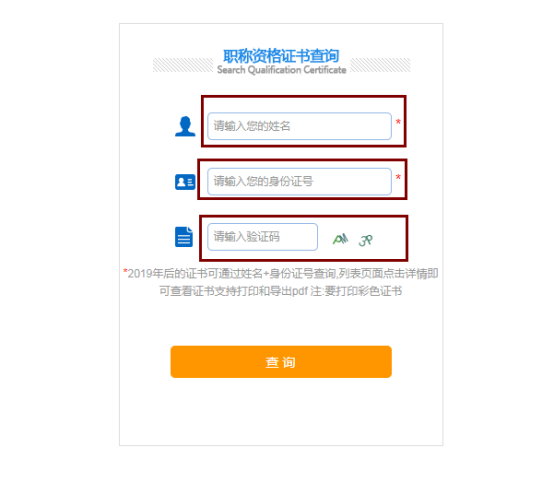 职称资格证书查询
Search Qualification Certificate
请输入您的姓名 *
请输入您的身份证号 *
请输入验证码
*2019年后的证书可通过姓名+身份证号查询,列表页面点击详情即
可查看证书支持打印和导出pdf 注:要打印彩色证书
查 询